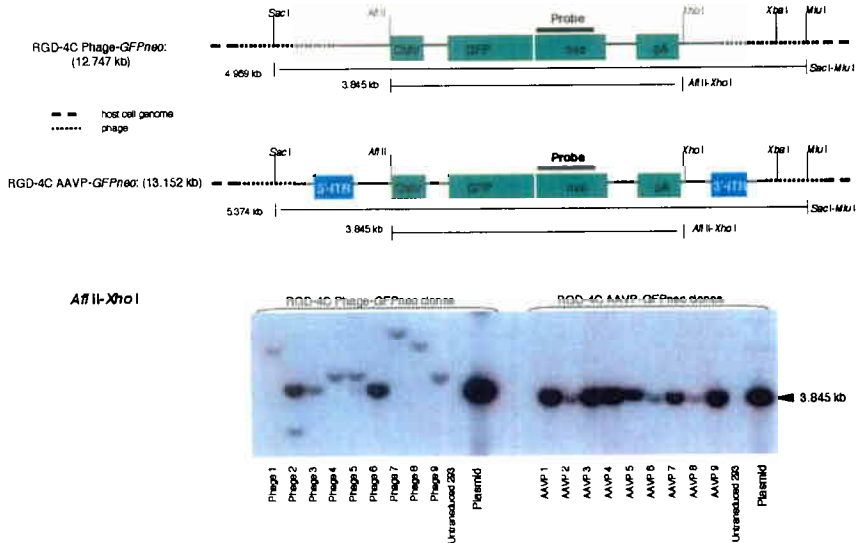 Sac I
Afl II
Probe
Xho I
Xba I
Mlu I
RGD-4C Phage-GFPneo:
(12.747 kb)
CMV
GFP
neo
pA
4.969 kb
Sac I-Mlu I
3.845 kb
Afl II-Xho I
host cell genome
phage
Sac I
Afl II
Probe
Xho I
Xba I
Mlu I
RGD-4C AAVP-GFPneo: (13.152 kb)
5'-ITR
CMV
GFP
neo
pA
3'-ITR
5.374 kb
Sac I-Mlu I
3.845 kb
Afl II-Xho I
Afl II-Xho I
RGD-4C Phage-GFPneo clones
RGD-4C AAVP-GFPneo clones
3.845 kb
Phage 1
Phage 2
Phage 3
Phage 4
Phage 5
Phage 6
Phage 7
Phage 8
Phage 9
Untransduced 293
Plasmid
AAVP 1
AAVP 2
AAVP 3
AAVP 4
AAVP 5
AAVP 6
AAVP 7
AAVP 8
AAVP 9
Untransduced 293
Plasmid